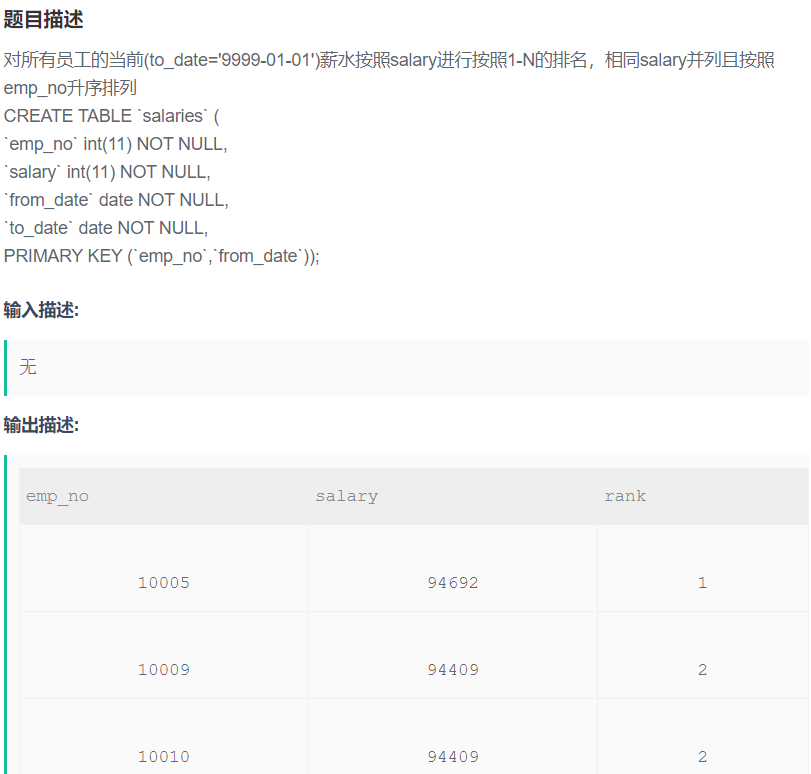 题目描述
对所有员工的当前(to_date='9999-01-01')薪水按照salary进行按照1-N的排名，相同salary并列且按照
emp_no升序排列
CREATE TABLE `salaries` (
`emp_no` int(11) NOT NULL,
`salary` int(11) NOT NULL,
`from_date` date NOT NULL,
`to_date` date NOT NULL,
PRIMARY KEY (`emp_no`,`from_date`));
输入描述:
无
输出描述:
emp_no salary rank
10005 94692 1
10009 94409 2
10010 94409 2